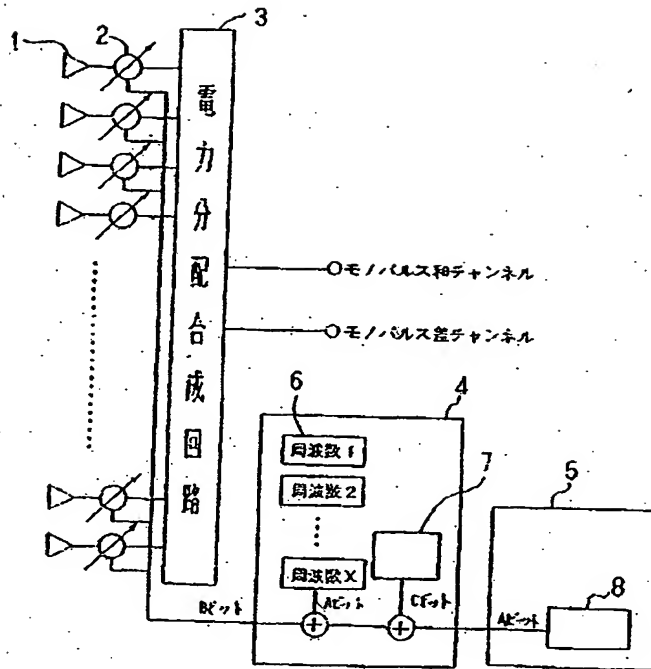 1
2
3
電力分配合成回路
モノパルス和チャンネル
モノパルス差チャンネル
6
4
周波数1
周波数2
7
5
周波数X
Aビット
Cビット
Bビット
Aビット
8